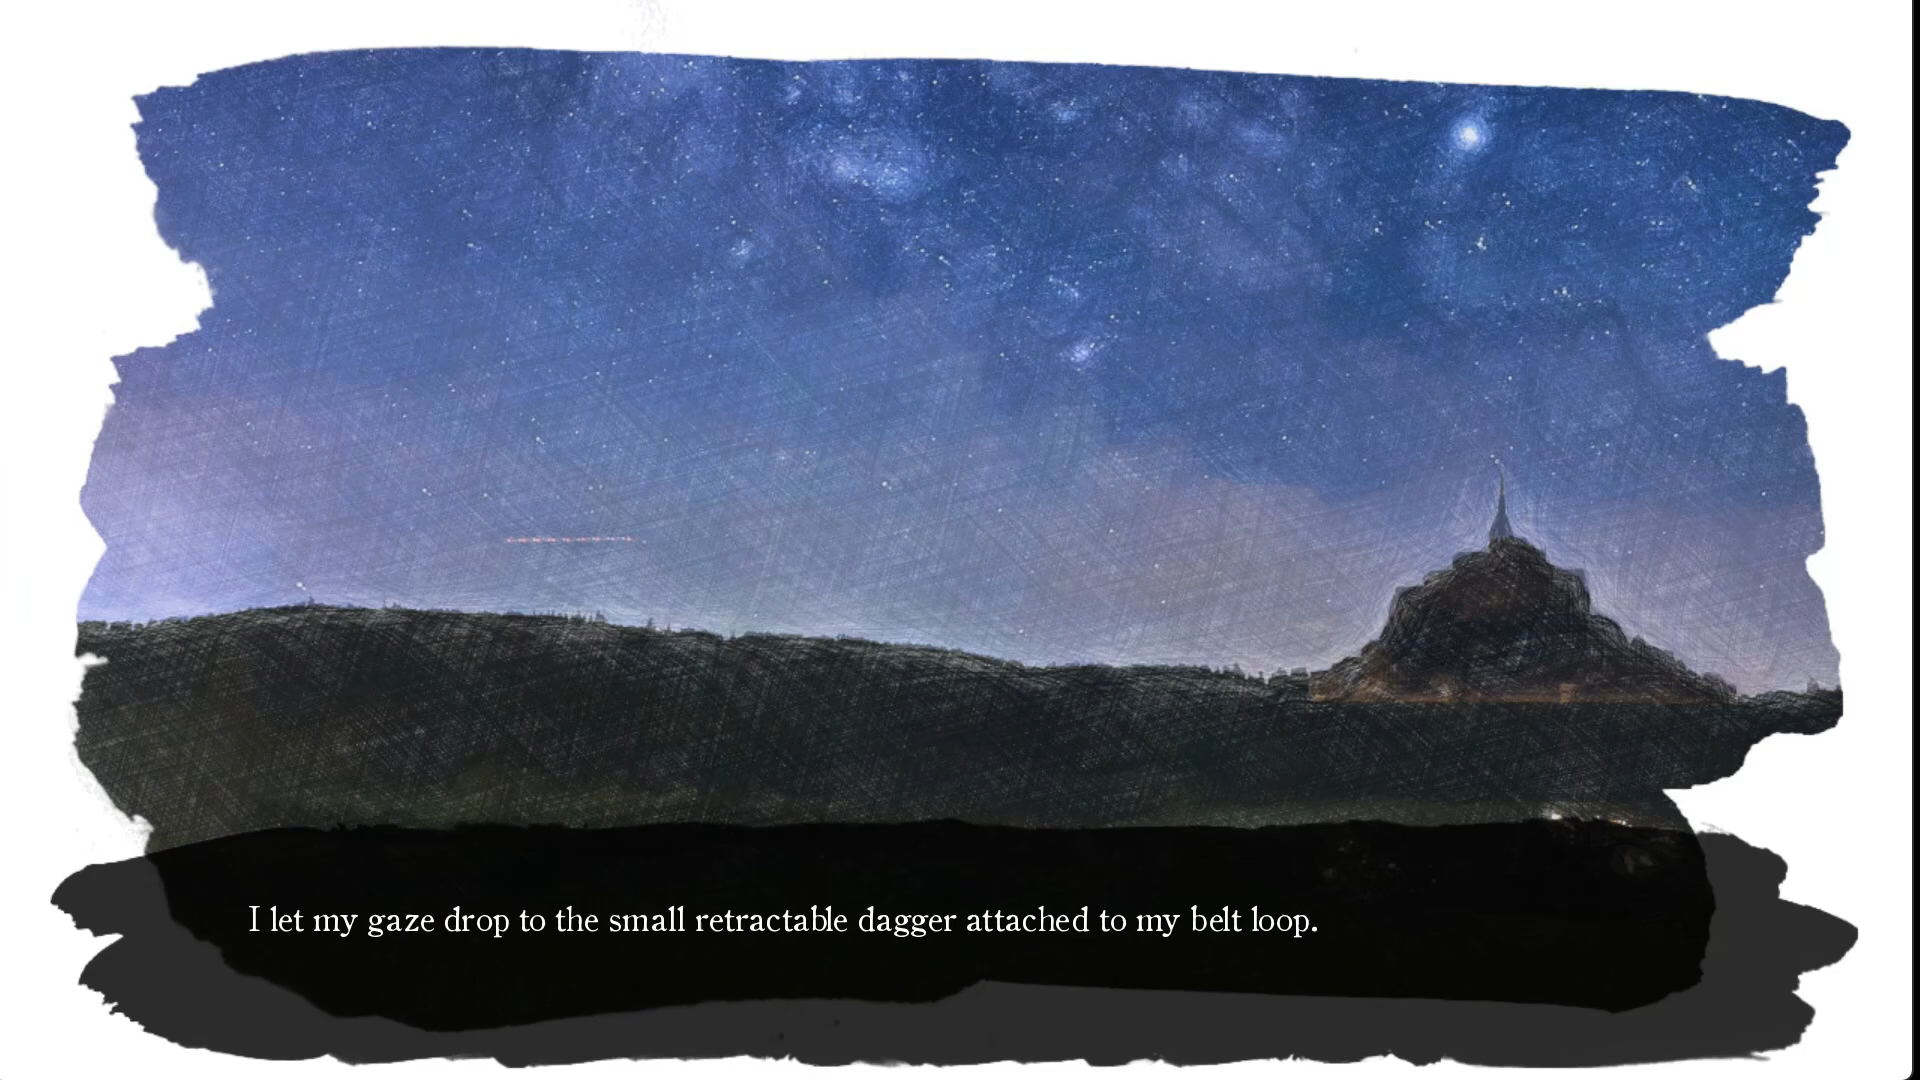 I let my gaze drop to the small retractable dagger attached to my belt loop.